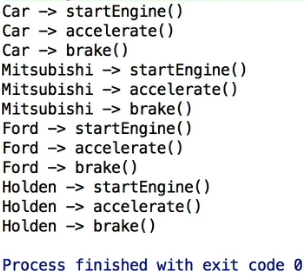 Car -> startEngine()
Car -> accelerate()
Car -> brake()
Mitsubishi -> startEngine()
Mitsubishi -> accelerate()
Mitsubishi -> brake()
Ford -> startEngine()
Ford -> accelerate()
Ford -> brake()
Holden -> startEngine()
Holden -> accelerate()
Holden -> brake()
Process finished with exit code 0